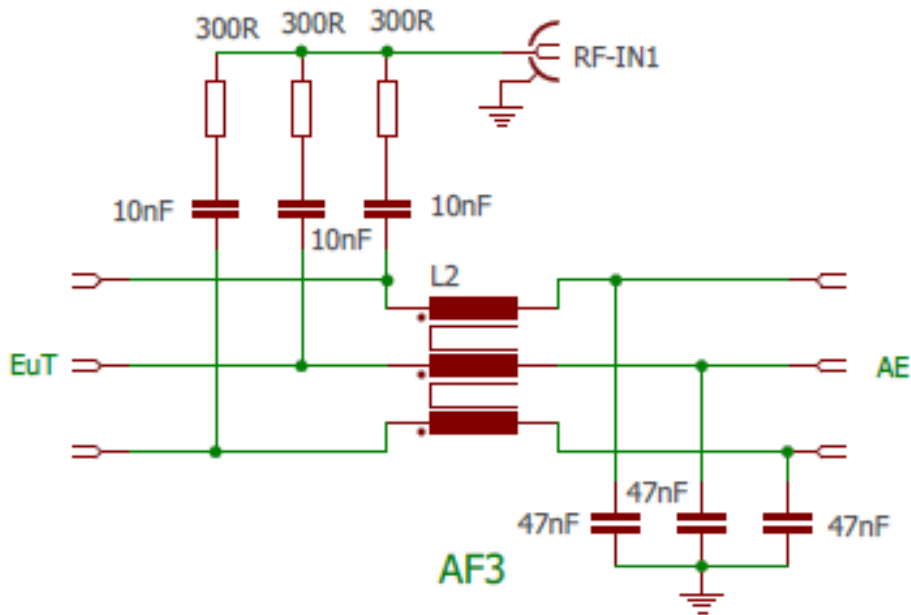 300R 300R 300R
RF-IN1
10nF 10nF
10nF
L2
EuT AE
47nF
47nF 47nF
AF3